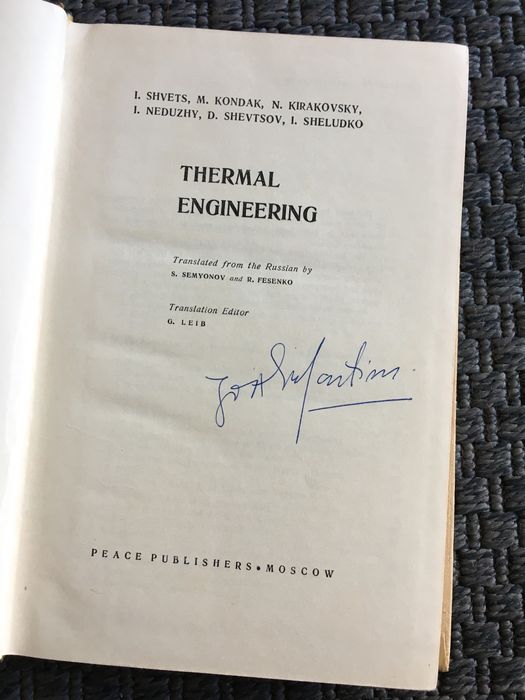 I. SHVETS, M. KONDAK, N. KIRAKOVSKY,
I. NEDUZHY, D. SHEVTSOV, I. SHELUDKO
THERMAL
ENGINEERING
Translated from the Russian by
S. SEMYONOV and R. FESENKO
Translation Editor
G. LEIB
PEACE PUBLISHERS • MOSCOW